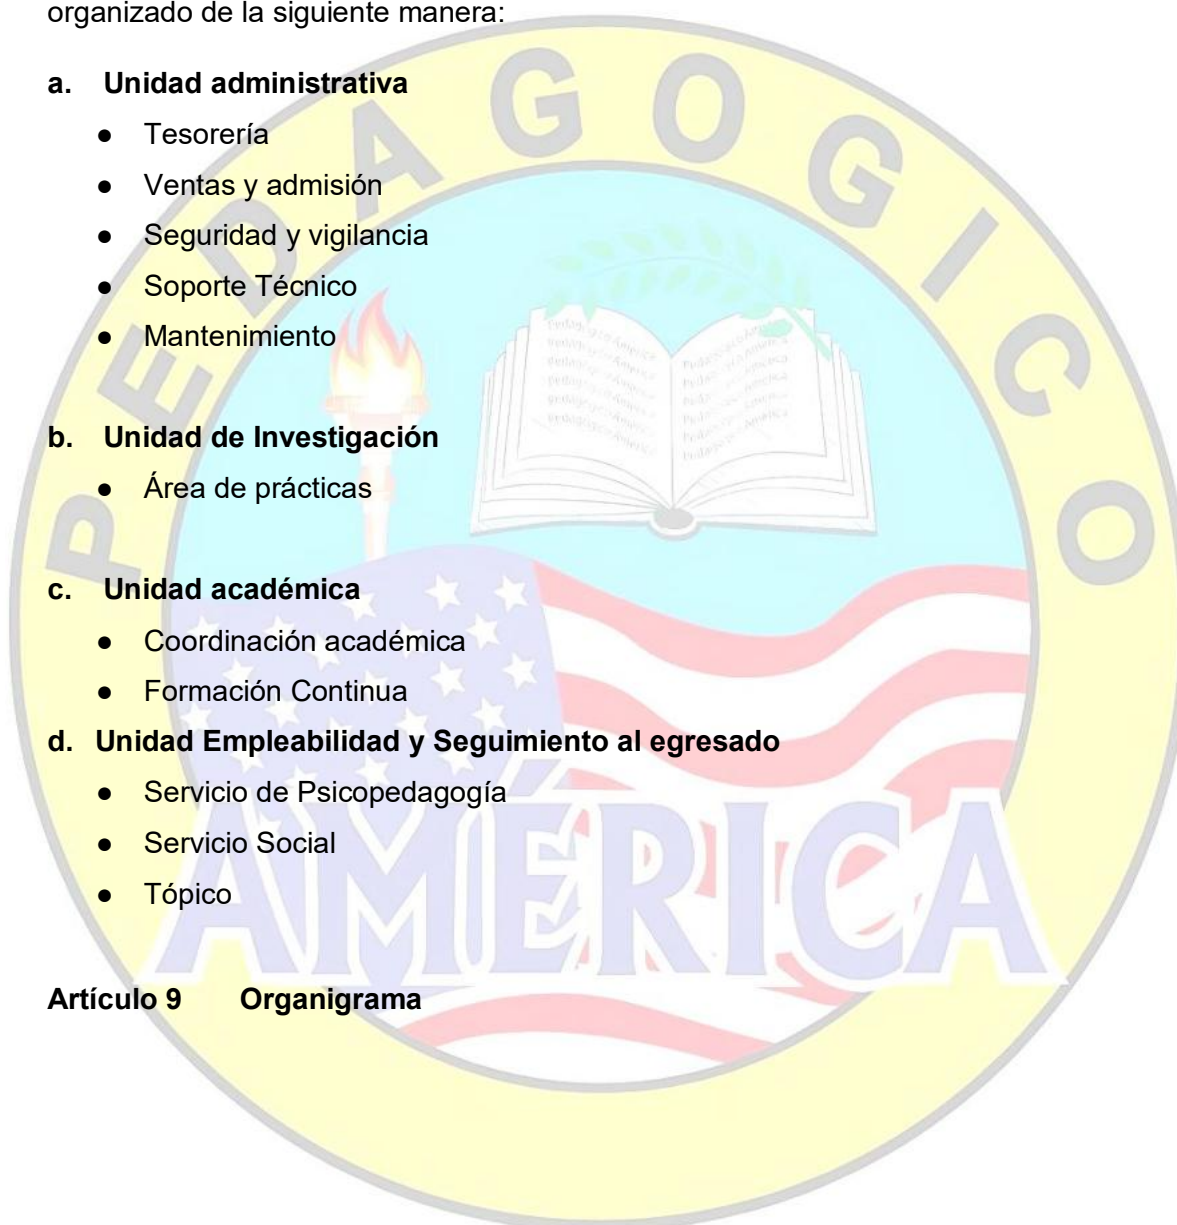 organizado de la siguiente manera:
a. Unidad administrativa
● Tesorería
● Ventas y admisión
● Seguridad y vigilancia
● Soporte Técnico
● Mantenimiento
b. Unidad de Investigación
● Área de prácticas
c. Unidad académica
● Coordinación académica
● Formación Continua
d. Unidad Empleabilidad y Seguimiento al egresado
● Servicio de Psicopedagogía
● Servicio Social
● Tópico
Artículo 9 Organigrama
PEDAGOGICO
AMÉRICA